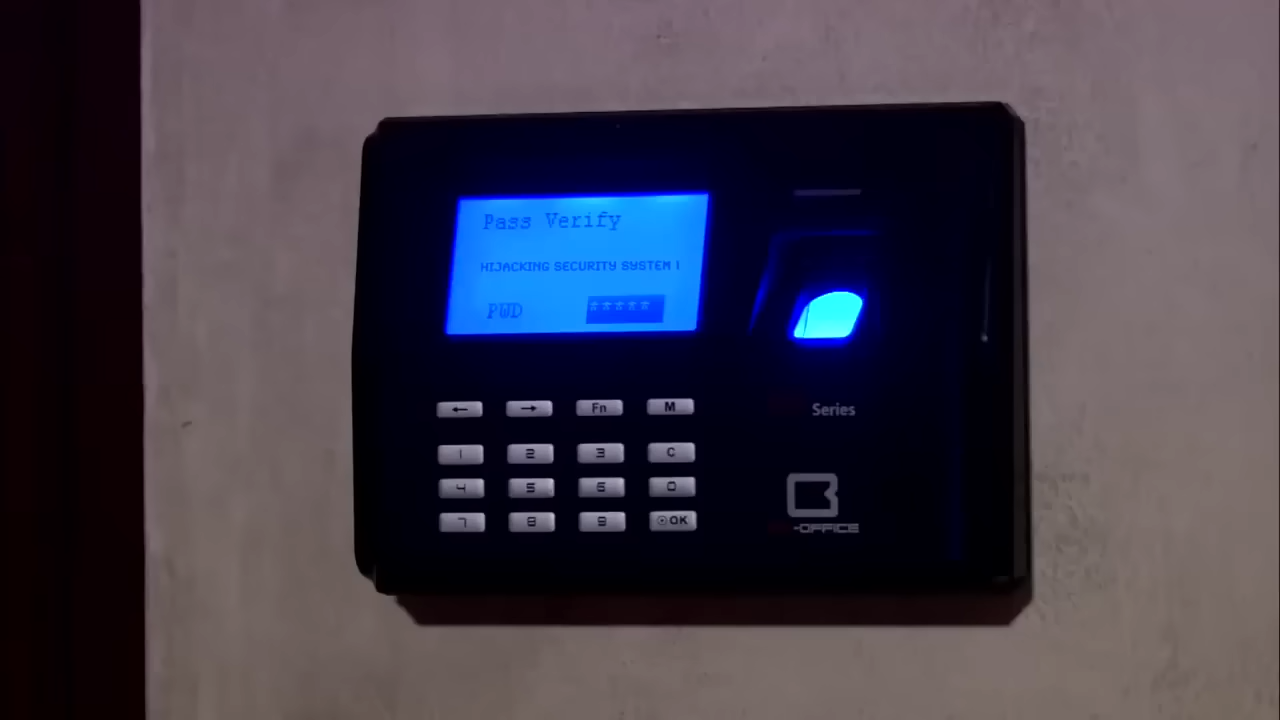 Pass Verify
HIJACKING SECURITY SYSTEM !
PWD *****
← → Fn M
1 2 3 C
4 5 6 0
7 8 9 OK
Series
-OFFICE